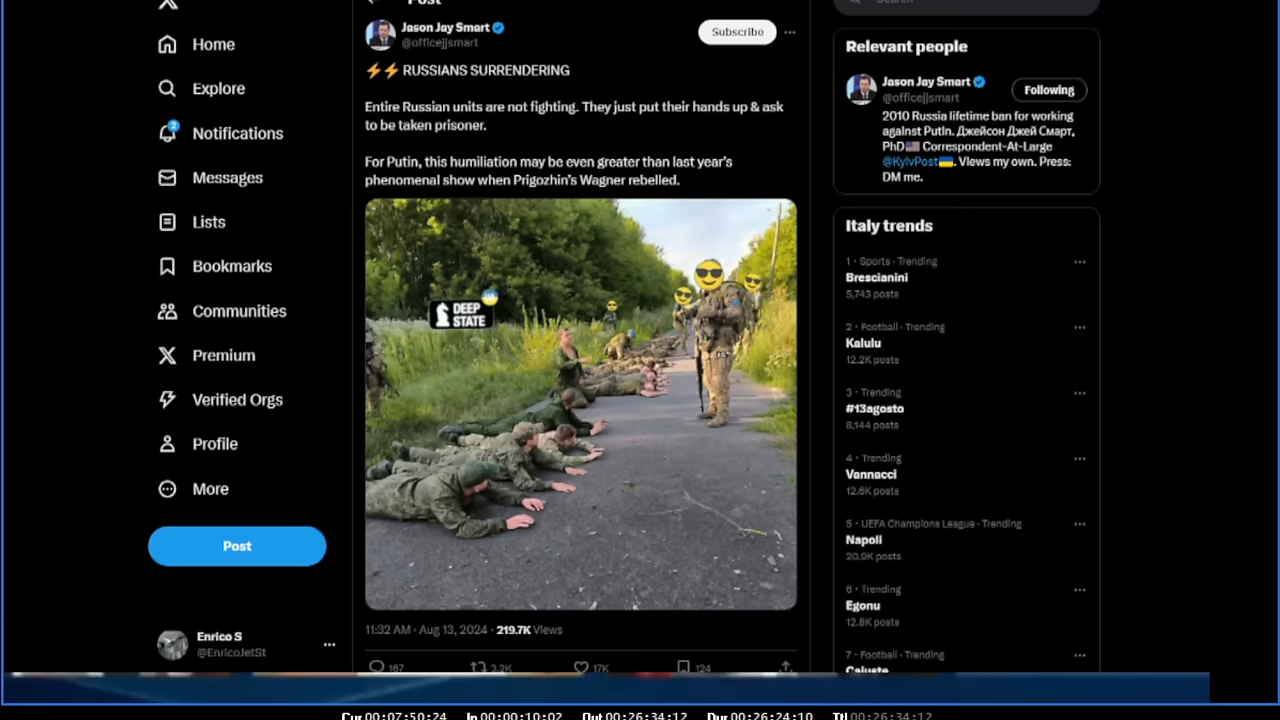 Post
Home
Explore
2
Notifications
Messages
Lists
Bookmarks
Communities
Premium
Verified Orgs
Profile
More
Post
Enrico S
@EnricoJetSt
Jason Jay Smart
@officejjsmart
Subscribe
⚡⚡ RUSSIANS SURRENDERING
Entire Russian units are not fighting. They just put their hands up & ask
to be taken prisoner.
For Putin, this humiliation may be even greater than last year's
phenomenal show when Prigozhin's Wagner rebelled.
DEEP
STATE
11:32 AM · Aug 13, 2024 · 219.7K Views
167 3.2K 17K 124
Search
Relevant people
Jason Jay Smart
@officejjsmart
Following
2010 Russia lifetime ban for working
against Putin. Джейсон Джей Смарт,
PhD🇺🇸 Correspondent-At-Large
@KyivPost🇺🇦. Views my own. Press:
DM me.
Italy trends
1 · Sports · Trending
Brescianini
5,743 posts
2 · Football · Trending
Kalulu
12.2K posts
3 · Trending
#13agosto
8,144 posts
4 · Trending
Vannacci
12.6K posts
5 · UEFA Champions League · Trending
Napoli
20.9K posts
6 · Trending
Egonu
12.8K posts
7 · Football · Trending
Caiuste
Cur 00:07:50:24 In 00:00:10:02 Out 00:26:34:12 Dur 00:26:24:10 Ttl 00:26:34:12